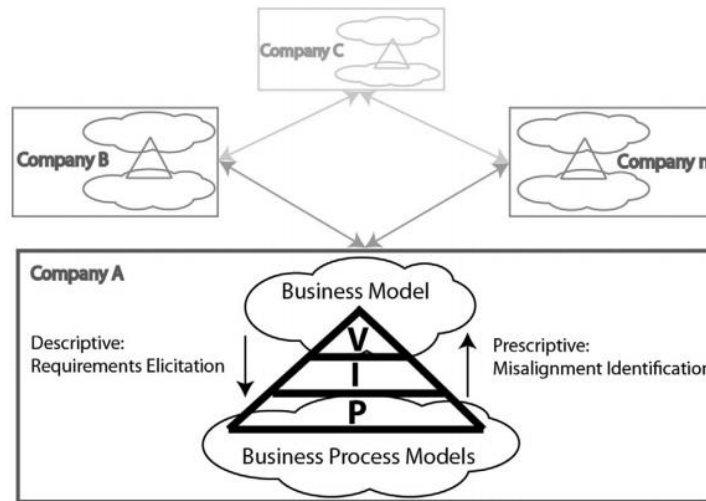 Company C
Company B
Company n
Company A
Business Model
Descriptive:
Requirements Elicitation
V
I
P
Prescriptive:
Misalignment Identification
Business Process Models